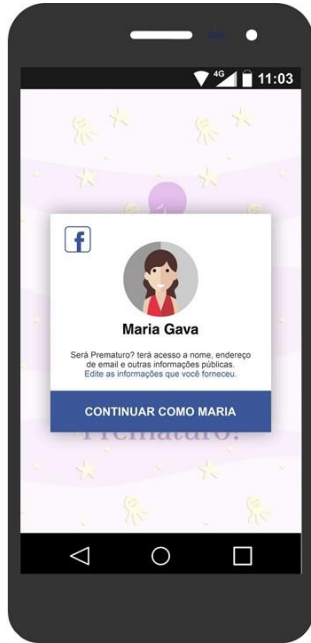 4G 11:03
f
Maria Gava
Será Prematuro? terá acesso a nome, endereço
de email e outras informações públicas.
Edite as informações que você forneceu.
CONTINUAR COMO MARIA
Prematuro?